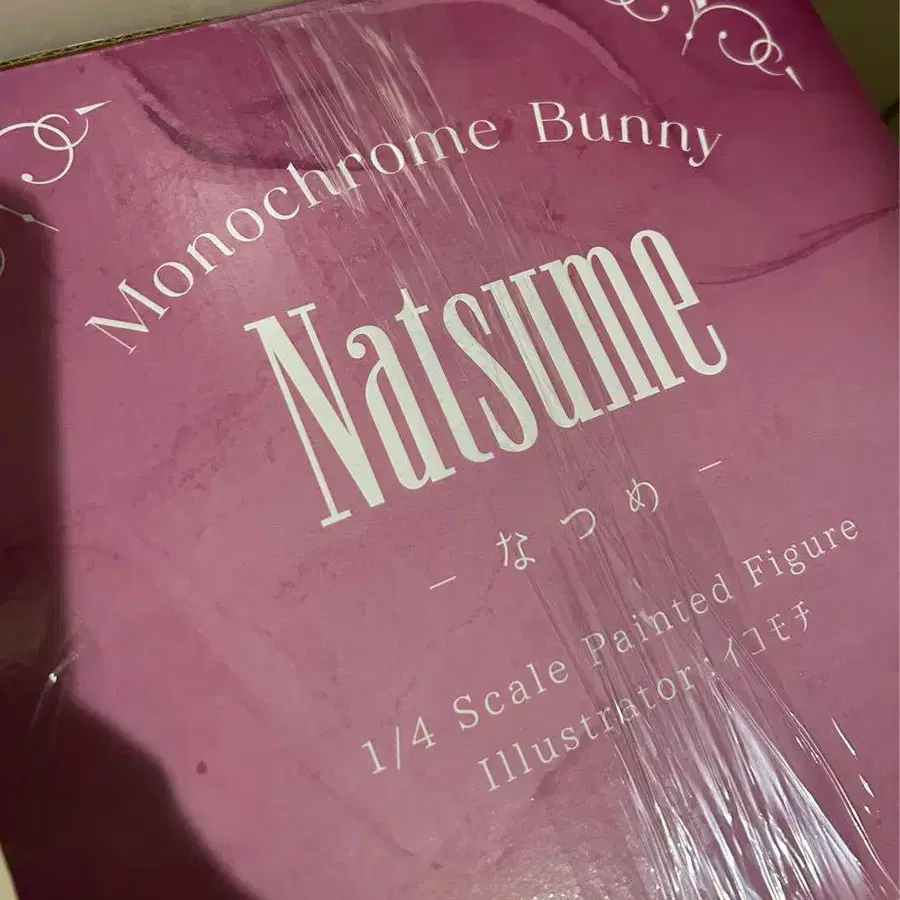 Monochrome Bunny
Natsume
- なつめ -
1/4 Scale Painted Figure
Illustrator:イコモチ